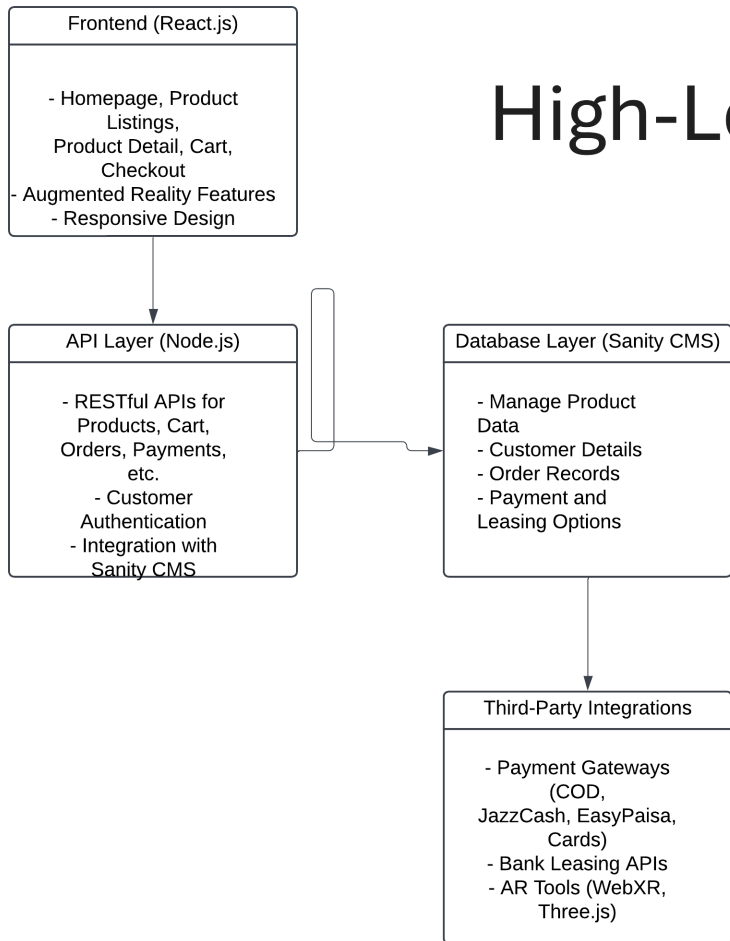 Frontend (React.js)
- Homepage, Product
Listings,
Product Detail, Cart,
Checkout
- Augmented Reality Features
- Responsive Design
High-Le
API Layer (Node.js)
- RESTful APIs for
Products, Cart,
Orders, Payments,
etc.
- Customer
Authentication
- Integration with
Sanity CMS
Database Layer (Sanity CMS)
- Manage Product
Data
- Customer Details
- Order Records
- Payment and
Leasing Options
Third-Party Integrations
- Payment Gateways
(COD,
JazzCash, EasyPaisa,
Cards)
- Bank Leasing APIs
- AR Tools (WebXR,
Three.js)